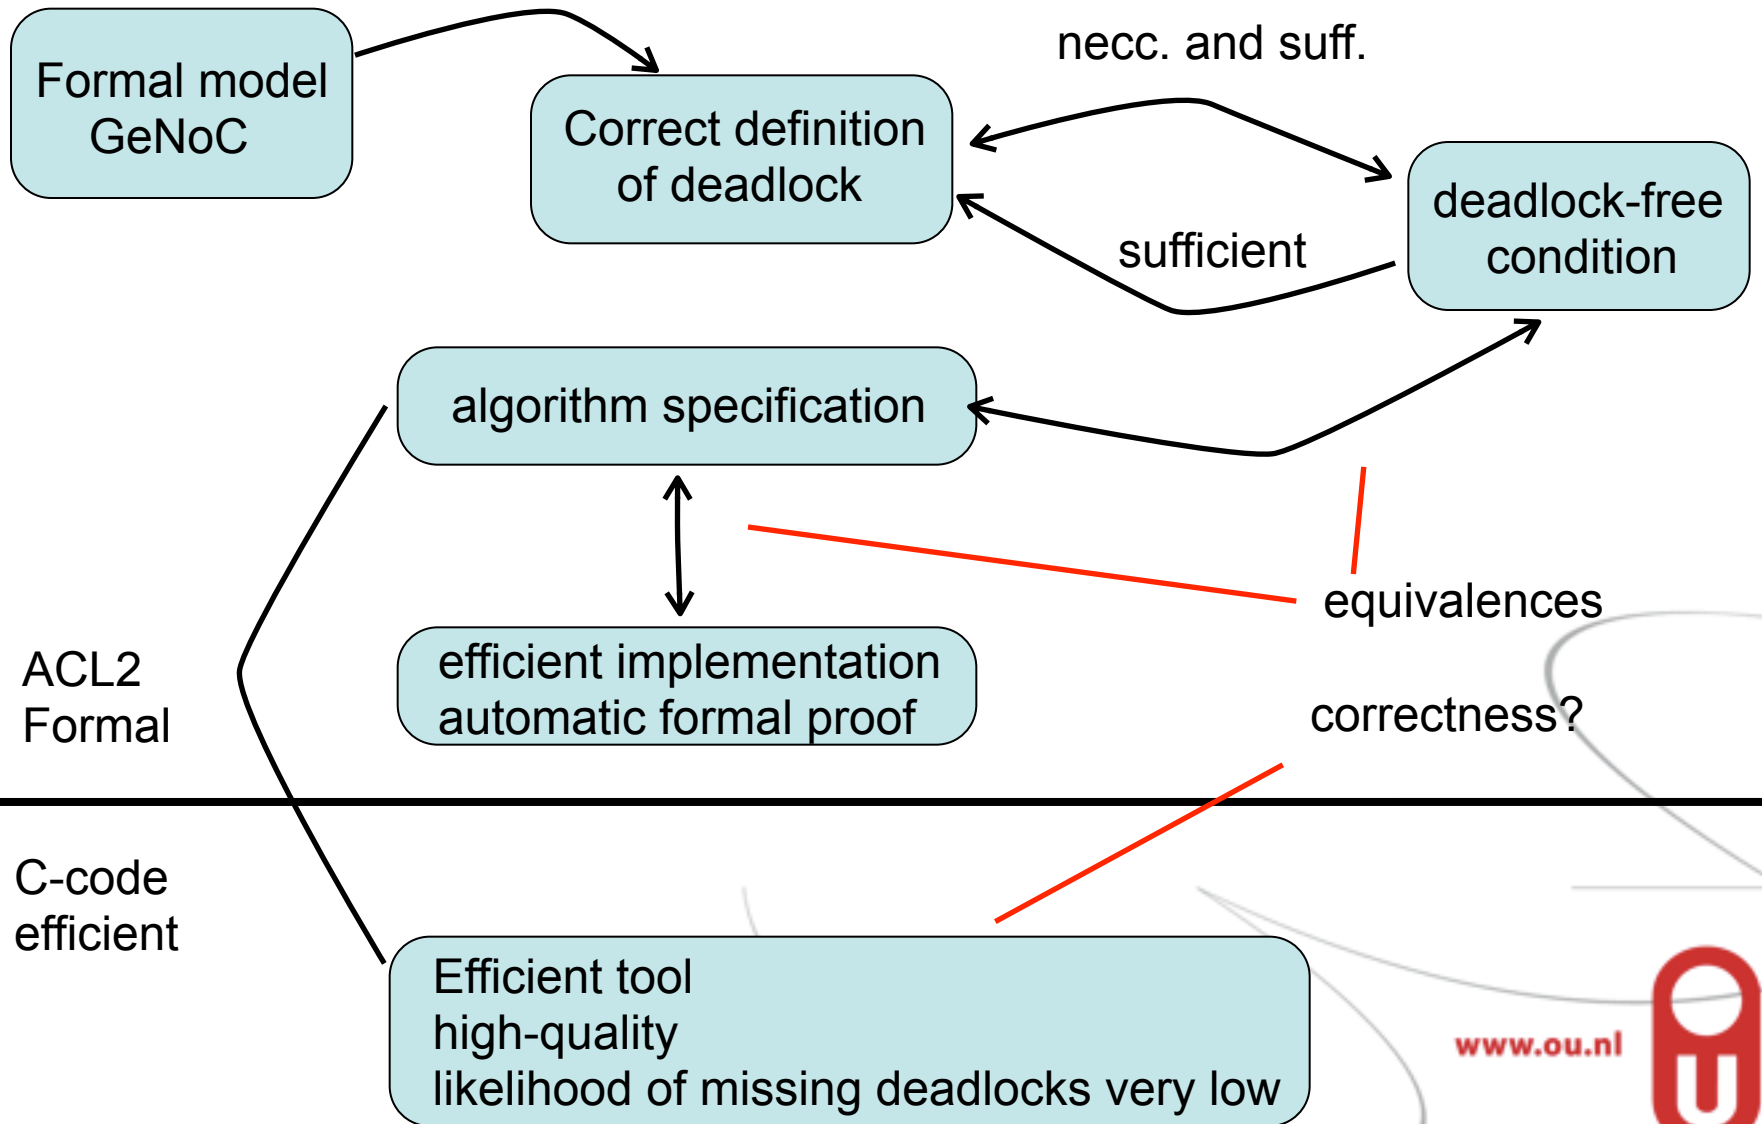 Formal model
GeNoC
necc. and suff.
Correct definition
of deadlock
deadlock-free
condition
sufficient
algorithm specification
equivalences
efficient implementation
automatic formal proof
ACL2
Formal
correctness?
C-code
efficient
Efficient tool
high-quality
likelihood of missing deadlocks very low
www.ou.nl
U